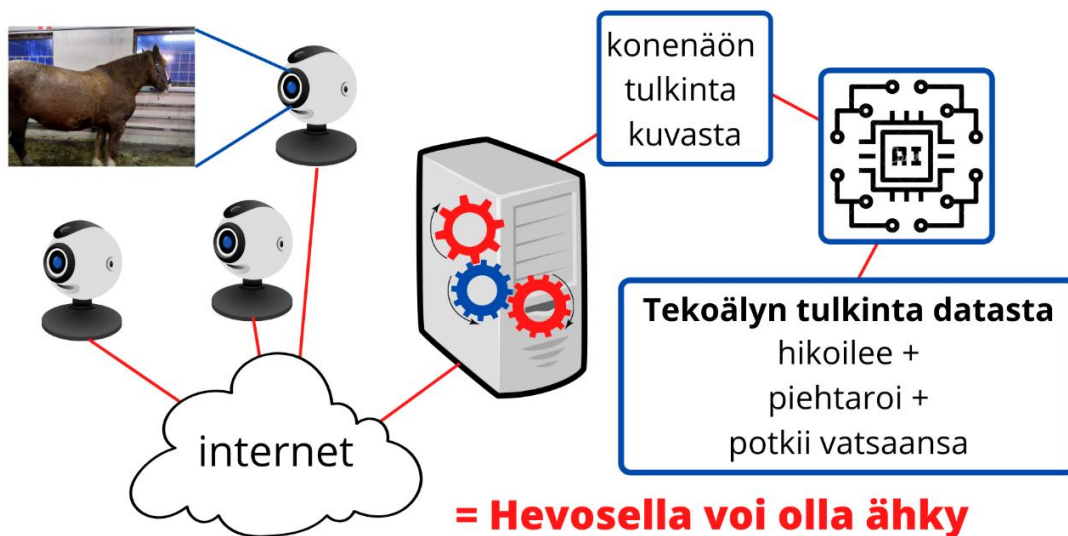 konenäön
tulkinta
kuvasta
AI
Tekoälyn tulkinta datasta
hikoilee +
piehtaroi +
potkii vatsaansa
internet
= Hevosella voi olla ähky